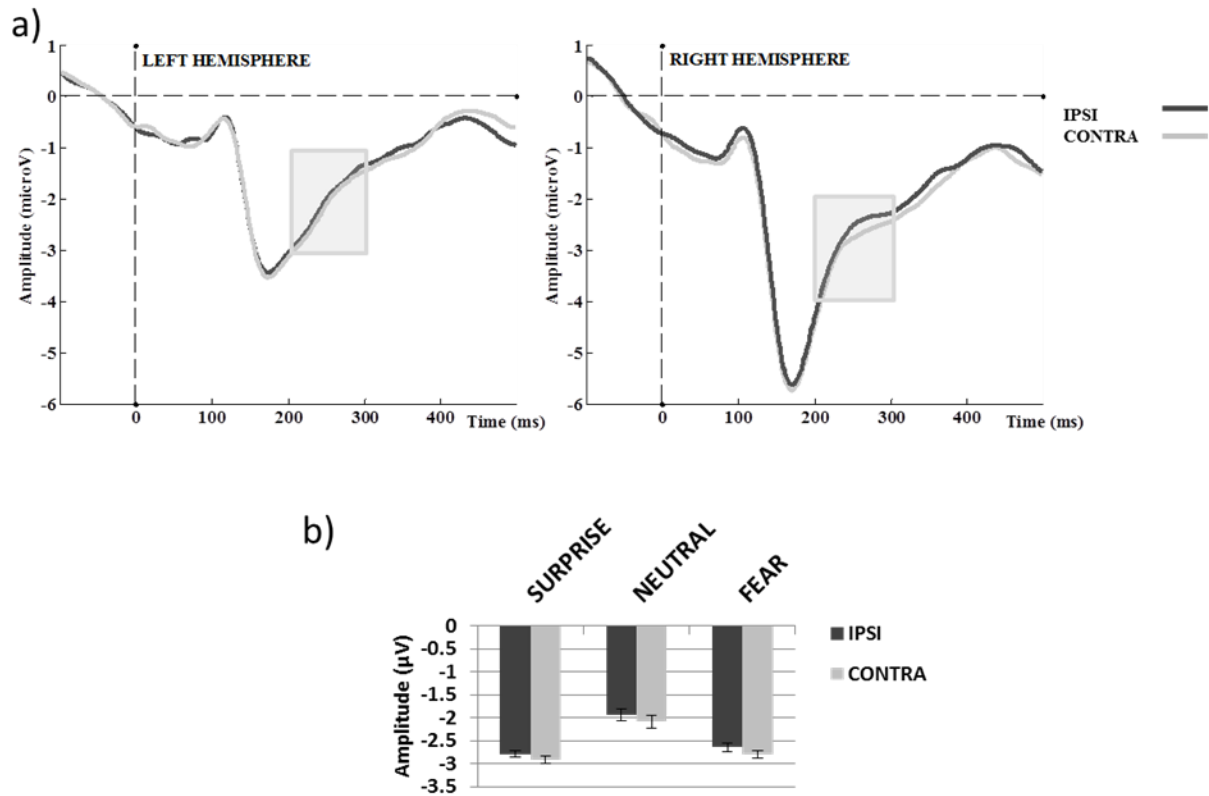 a)
1
0
-1
-2
-3
-4
-5
-6
Amplitude (microV)
LEFT HEMISPHERE
0
100
200
300
400
Time (ms)
1
0
-1
-2
-3
-4
-5
-6
Amplitude (microV)
RIGHT HEMISPHERE
0
100
200
300
400
Time (ms)
IPSI
CONTRA
b)
SURPRISE
NEUTRAL
FEAR
0
-0.5
-1
-1.5
-2
-2.5
-3
-3.5
Amplitude (μV)
IPSI
CONTRA